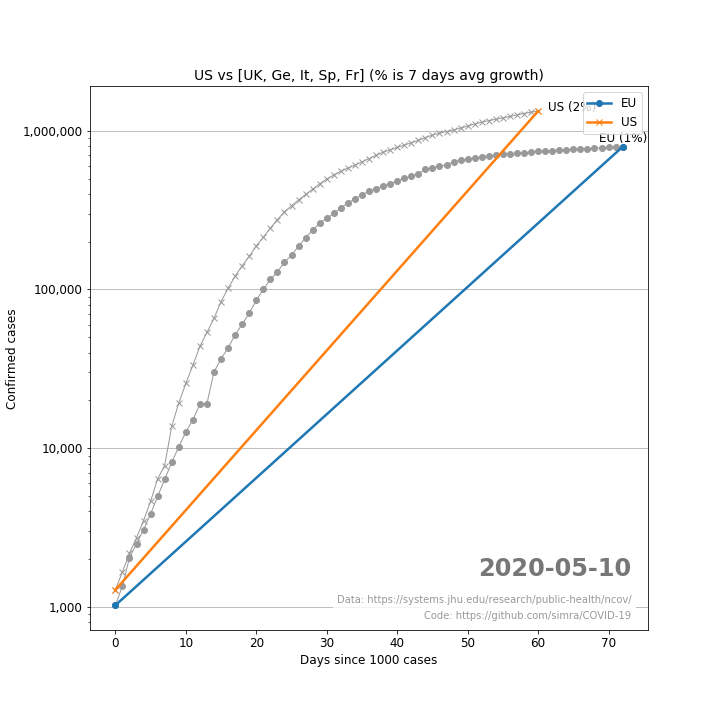 US vs [UK, Ge, It, Sp, Fr] (% is 7 days avg growth)
US (2%)
EU
US
EU (1%)
1,000,000
100,000
10,000
1,000
Confirmed cases
2020-05-10
Data: https://systems.jhu.edu/research/public-health/ncov/
Code: https://github.com/simra/COVID-19
0 10 20 30 40 50 60 70
Days since 1000 cases